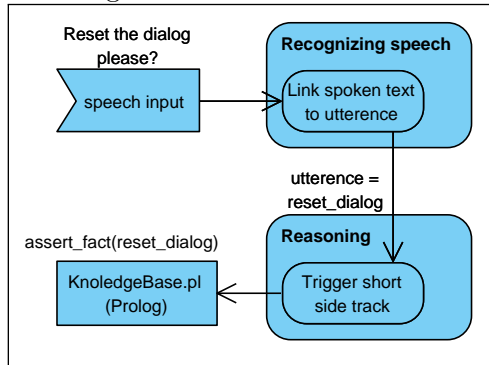 Reset the dialog
please?
speech input
Recognizing speech
Link spoken text
to utterence
utterence =
reset_dialog
Reasoning
Trigger short
side track
assert_fact(reset_dialog)
KnoledgeBase.pl
(Prolog)